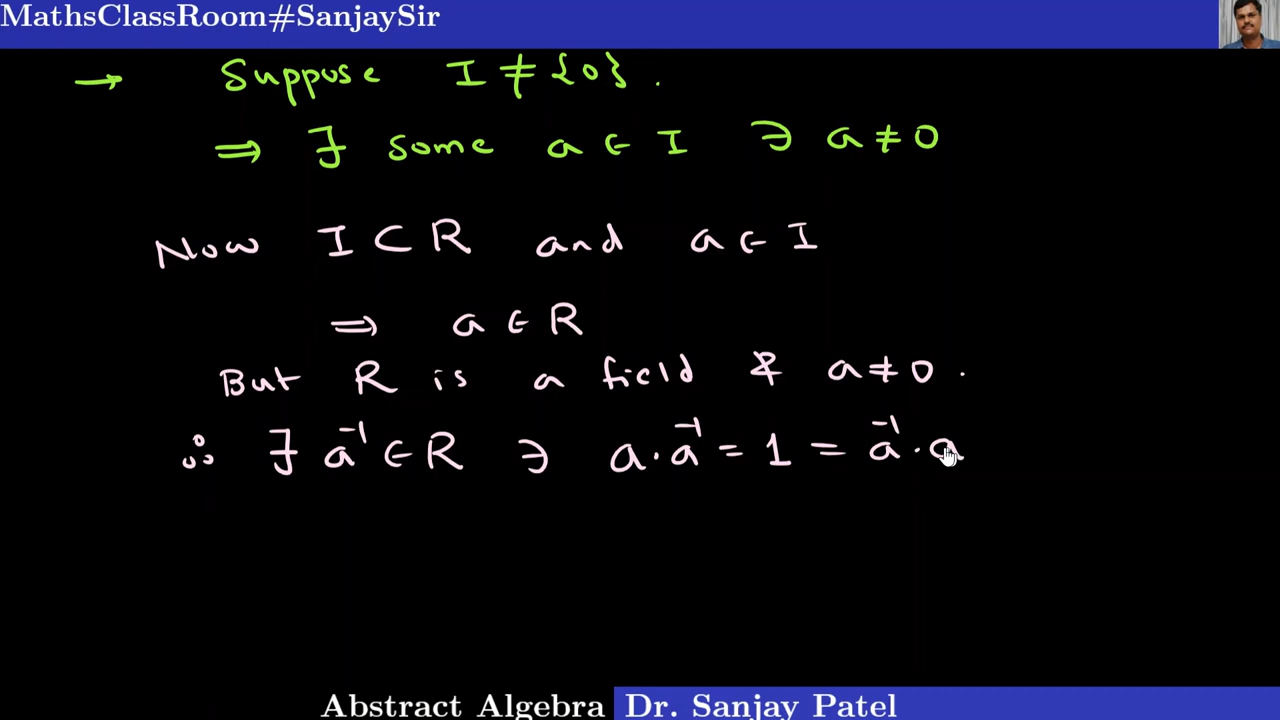 MathsClassRoom#SanjaySir
→ Suppose I ≠ {0}.
⇒ ∃ some a ∈ I ∋ a ≠ 0
Now I ⊂ R and a ∈ I
⇒ a ∈ R
But R is a field & a ≠ 0.
∴ ∃ a⁻¹ ∈ R ∋ a · a⁻¹ = 1 = a⁻¹ · a
Abstract Algebra Dr. Sanjay Patel